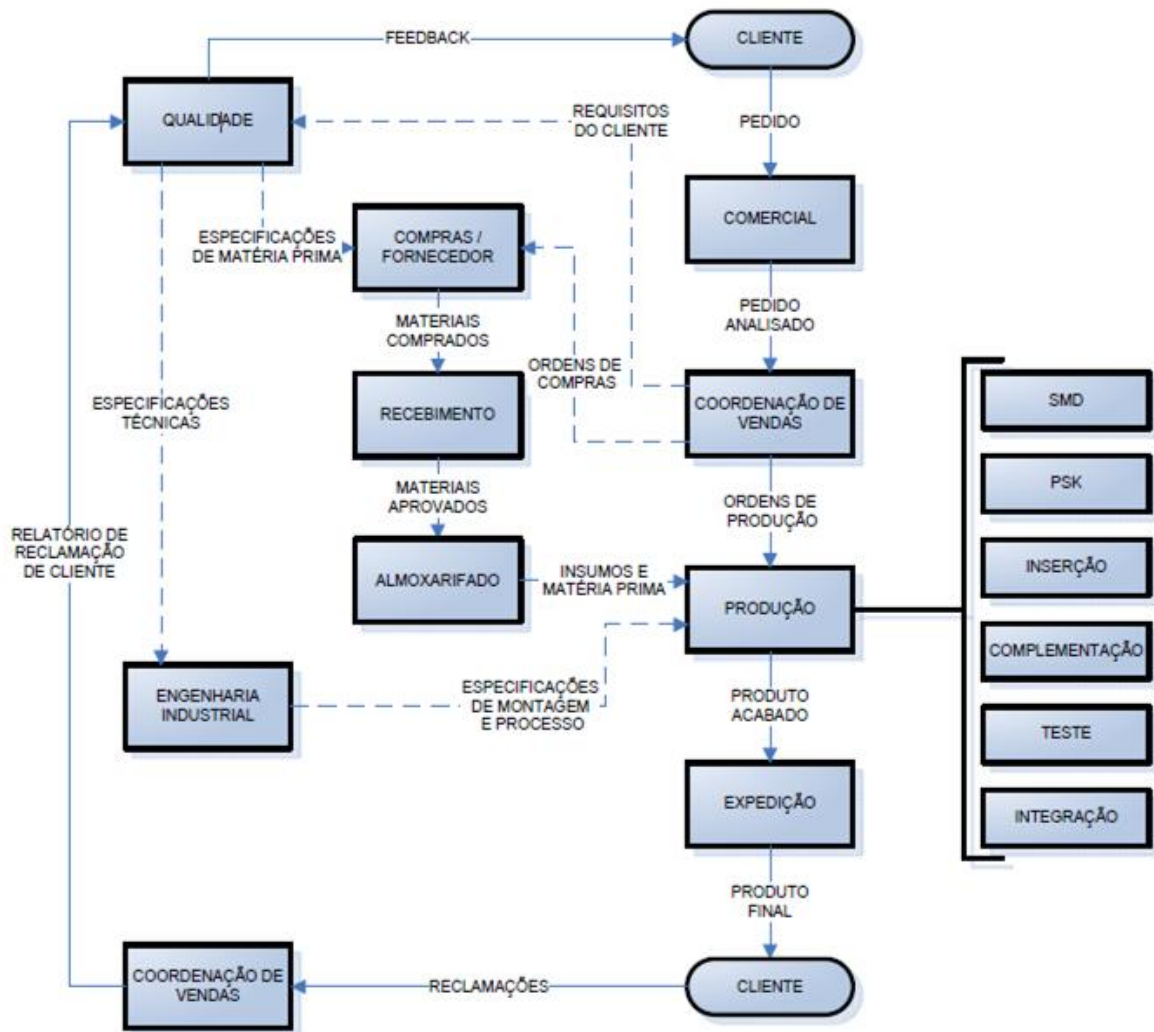 FEEDBACK
CLIENTE
QUALIDADE
REQUISITOS
DO CLIENTE
PEDIDO
COMERCIAL
ESPECIFICAÇÕES
DE MATÉRIA PRIMA
COMPRAS /
FORNECEDOR
PEDIDO
ANALISADO
MATERIAIS
COMPRADOS
ORDENS DE
COMPRAS
COORDENAÇÃO DE
VENDAS
SMD
RECEBIMENTO
ESPECIFICAÇÕES
TÉCNICAS
PSK
MATERIAIS
APROVADOS
ORDENS DE
PRODUÇÃO
RELATÓRIO DE
RECLAMAÇÃO
DE CLIENTE
INSERÇÃO
ALMOXARIFADO
INSUMOS E
MATÉRIA PRIMA
PRODUÇÃO
COMPLEMENTAÇÃO
ENGENHARIA
INDUSTRIAL
ESPECIFICAÇÕES
DE MONTAGEM
E PROCESSO
PRODUTO
ACABADO
TESTE
EXPEDIÇÃO
INTEGRAÇÃO
PRODUTO
FINAL
COORDENAÇÃO DE
VENDAS
RECLAMAÇÕES
CLIENTE